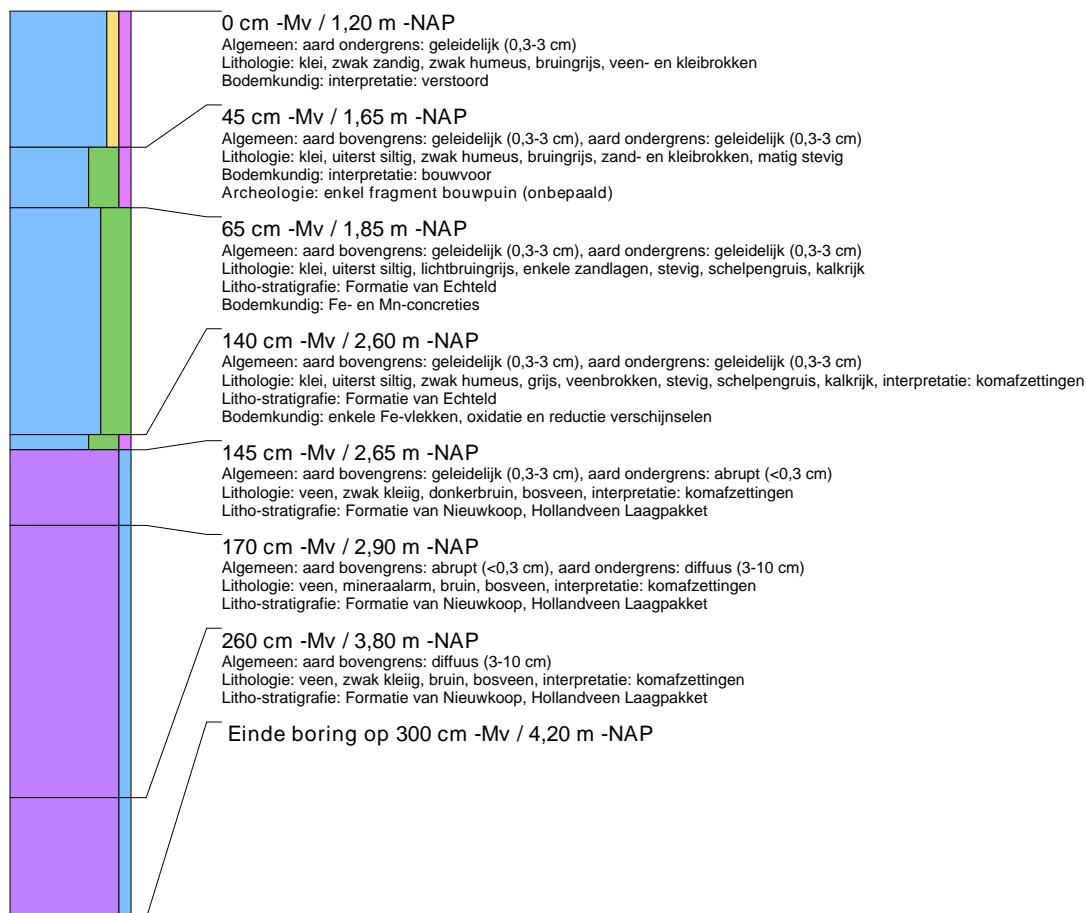 0 cm -Mv / 1,20 m -NAP
Algemeen: aard ondergrens: geleidelijk (0,3-3 cm)
Lithologie: klei, zwak zandig, zwak humeus, bruingrijs, veen- en kleibrokken
Bodemkundig: interpretatie: verstoord
45 cm -Mv / 1,65 m -NAP
Algemeen: aard bovengrens: geleidelijk (0,3-3 cm), aard ondergrens: geleidelijk (0,3-3 cm)
Lithologie: klei, uiterst siltig, zwak humeus, bruingrijs, zand- en kleibrokken, matig stevig
Bodemkundig: interpretatie: bouwvoor
Archeologie: enkel fragment bouwpuin (onbepaald)
65 cm -Mv / 1,85 m -NAP
Algemeen: aard bovengrens: geleidelijk (0,3-3 cm), aard ondergrens: geleidelijk (0,3-3 cm)
Lithologie: klei, uiterst siltig, lichtbruingrijs, enkele zandlagen, stevig, schelpengruis, kalkrijk
Litho-stratigrafie: Formatie van Echteld
Bodemkundig: Fe- en Mn-concreties
140 cm -Mv / 2,60 m -NAP
Algemeen: aard bovengrens: geleidelijk (0,3-3 cm), aard ondergrens: geleidelijk (0,3-3 cm)
Lithologie: klei, uiterst siltig, zwak humeus, grijs, veenbrokken, stevig, schelpengruis, kalkrijk, interpretatie: komafzettingen
Litho-stratigrafie: Formatie van Echteld
Bodemkundig: enkele Fe-vlekken, oxidatie en reductie verschijnselen
145 cm -Mv / 2,65 m -NAP
Algemeen: aard bovengrens: geleidelijk (0,3-3 cm), aard ondergrens: abrupt (<0,3 cm)
Lithologie: veen, zwak kleiig, donkerbruin, bosveen, interpretatie: komafzettingen
Litho-stratigrafie: Formatie van Nieuwkoop, Hollandveen Laagpakket
170 cm -Mv / 2,90 m -NAP
Algemeen: aard bovengrens: abrupt (<0,3 cm), aard ondergrens: diffuus (3-10 cm)
Lithologie: veen, mineraalarm, bruin, bosveen, interpretatie: komafzettingen
Litho-stratigrafie: Formatie van Nieuwkoop, Hollandveen Laagpakket
260 cm -Mv / 3,80 m -NAP
Algemeen: aard bovengrens: diffuus (3-10 cm)
Lithologie: veen, zwak kleiig, bruin, bosveen, interpretatie: komafzettingen
Litho-stratigrafie: Formatie van Nieuwkoop, Hollandveen Laagpakket
Einde boring op 300 cm -Mv / 4,20 m -NAP